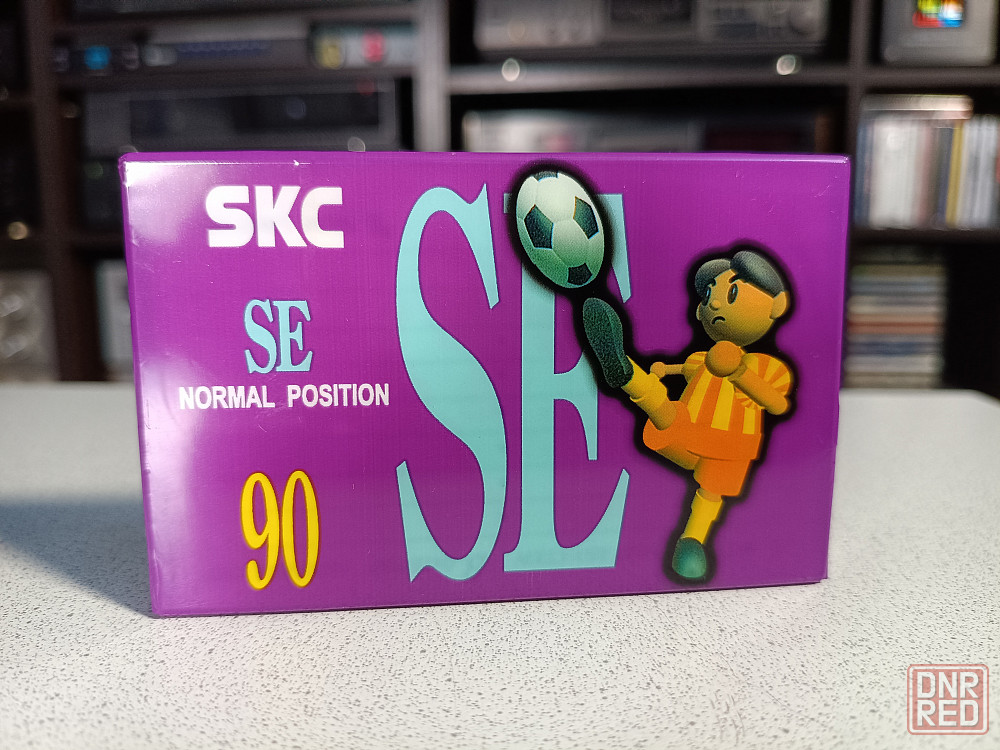 SKC
SE
NORMAL POSITION
90
SE
DNR
RED